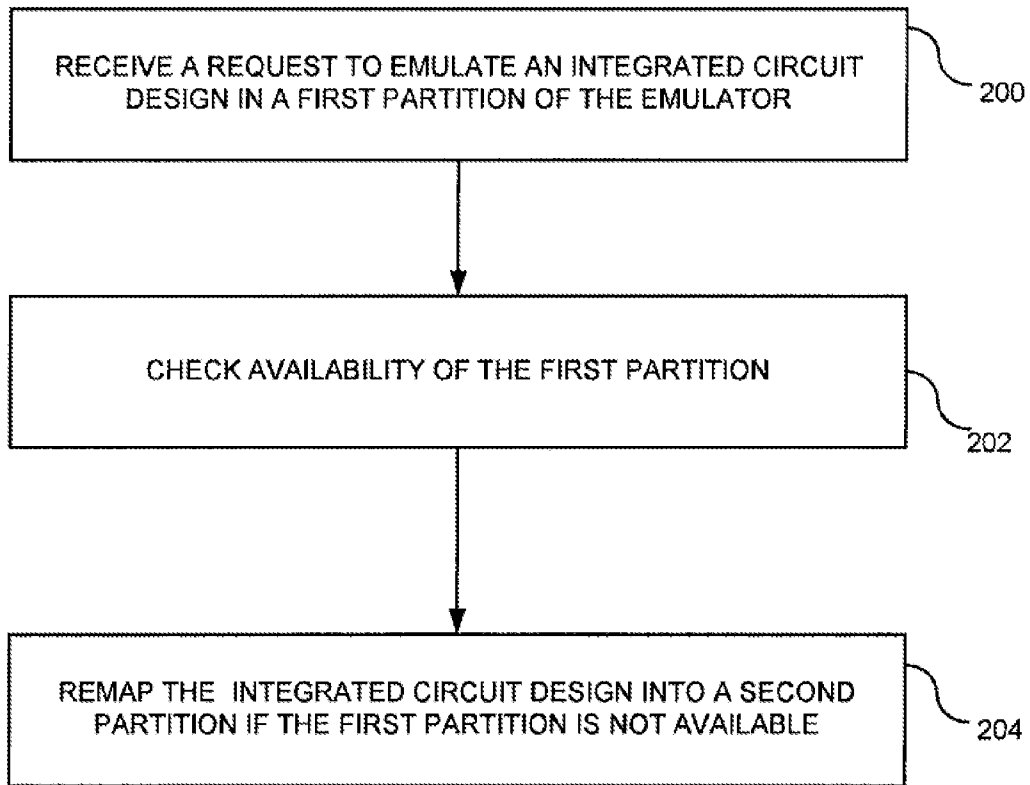 RECEIVE A REQUEST TO EMULATE AN INTEGRATED CIRCUIT
DESIGN IN A FIRST PARTITION OF THE EMULATOR
200
CHECK AVAILABILITY OF THE FIRST PARTITION
202
REMAP THE INTEGRATED CIRCUIT DESIGN INTO A SECOND
PARTITION IF THE FIRST PARTITION IS NOT AVAILABLE
204